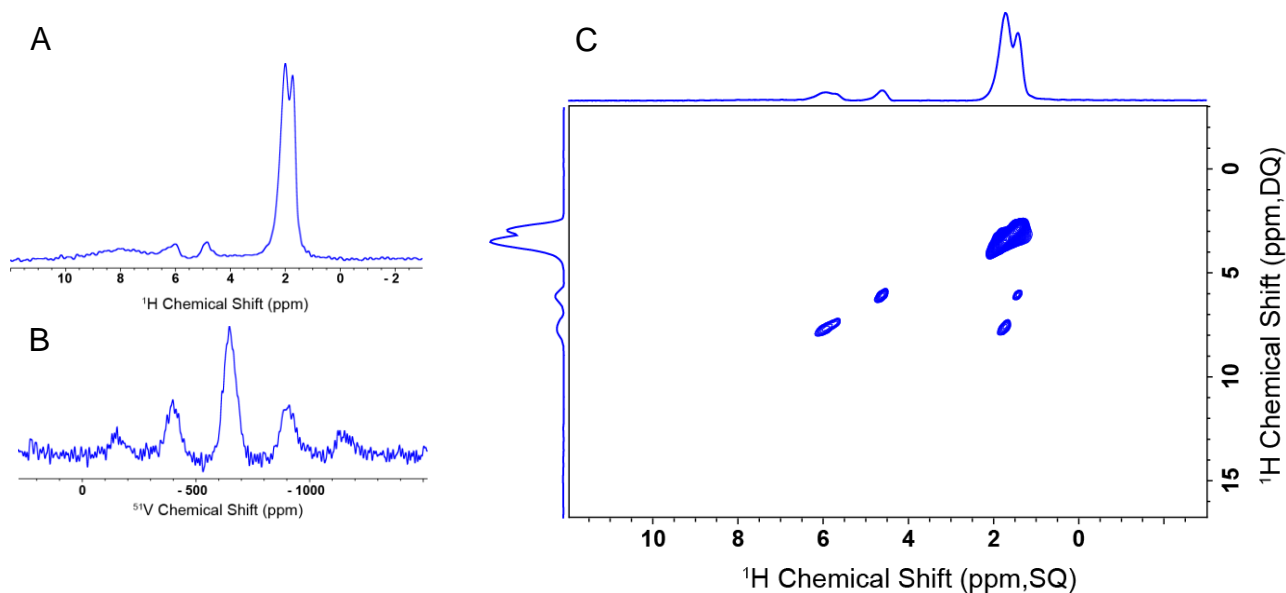 A
10 8 6 4 2 0 - 2
¹H Chemical Shift (ppm)
B
0 - 500 - 1000
⁵¹V Chemical Shift (ppm)
C
0
5
10
15
¹H Chemical Shift (ppm,DQ)
10 8 6 4 2 0
¹H Chemical Shift (ppm,SQ)